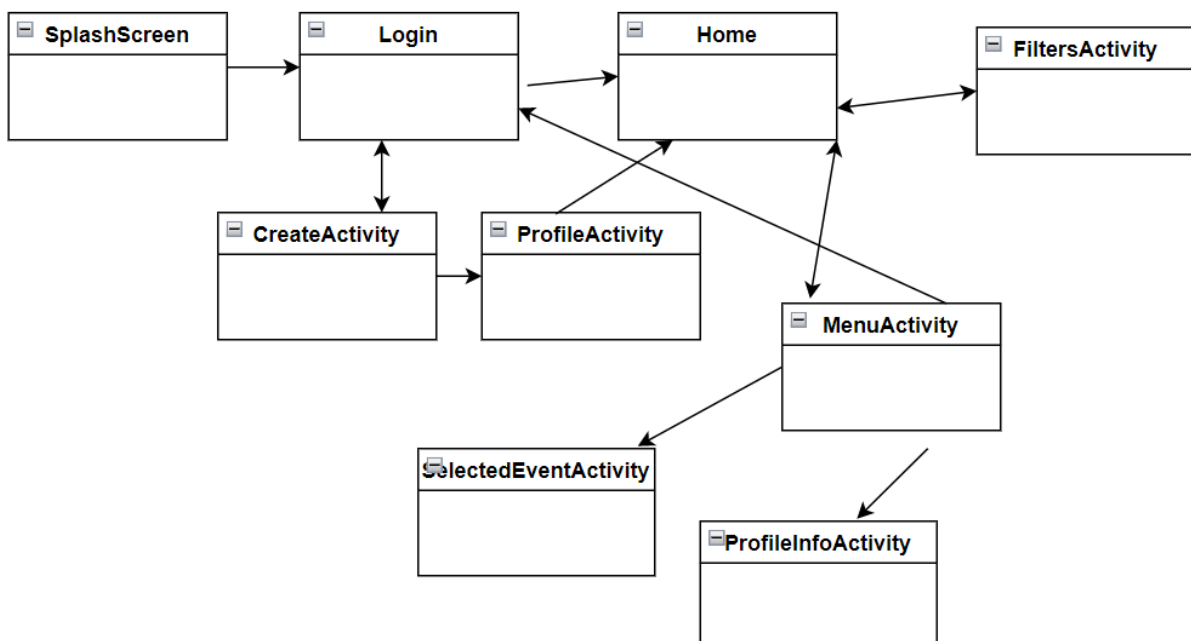 SplashScreen
Login
Home
FiltersActivity
CreateActivity
ProfileActivity
MenuActivity
SelectedEventActivity
ProfileInfoActivity